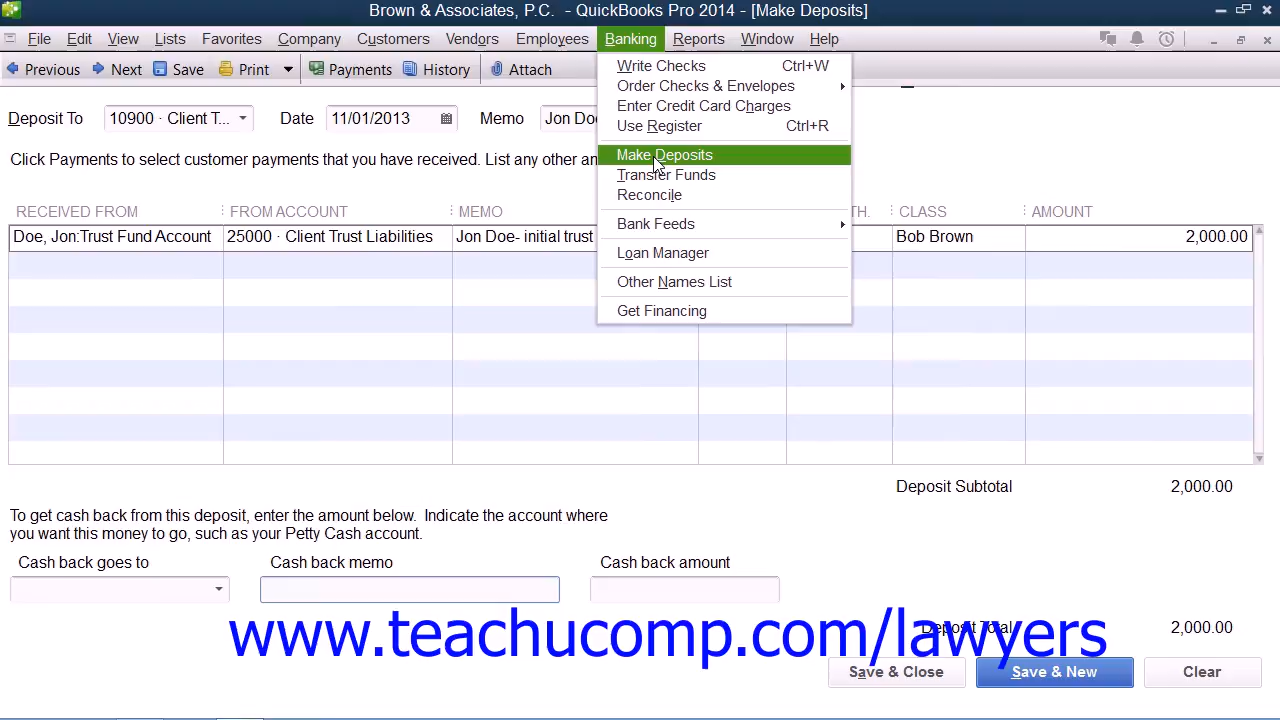 Brown & Associates, P.C. - QuickBooks Pro 2014 - [Make Deposits]
File Edit View Lists Favorites Company Customers Vendors Employees Banking Reports Window Help
Previous Next Save Print Payments History Attach
Write Checks Ctrl+W
Order Checks & Envelopes
Enter Credit Card Charges
Use Register Ctrl+R
Make Deposits
Transfer Funds
Reconcile
Bank Feeds
Loan Manager
Other Names List
Get Financing
Deposit To 10900 · Client T... Date 11/01/2013 Memo Jon Doe
Click Payments to select customer payments that you have received. List any other
RECEIVED FROM FROM ACCOUNT MEMO TH. CLASS AMOUNT
Doe, Jon:Trust Fund Account 25000 · Client Trust Liabilities Jon Doe- initial trust Bob Brown 2,000.00
Deposit Subtotal 2,000.00
To get cash back from this deposit, enter the amount below. Indicate the account where
you want this money to go, such as your Petty Cash account.
Cash back goes to Cash back memo Cash back amount
Deposit Total 2,000.00
www.teachucomp.com/lawyers
Save & Close Save & New Clear